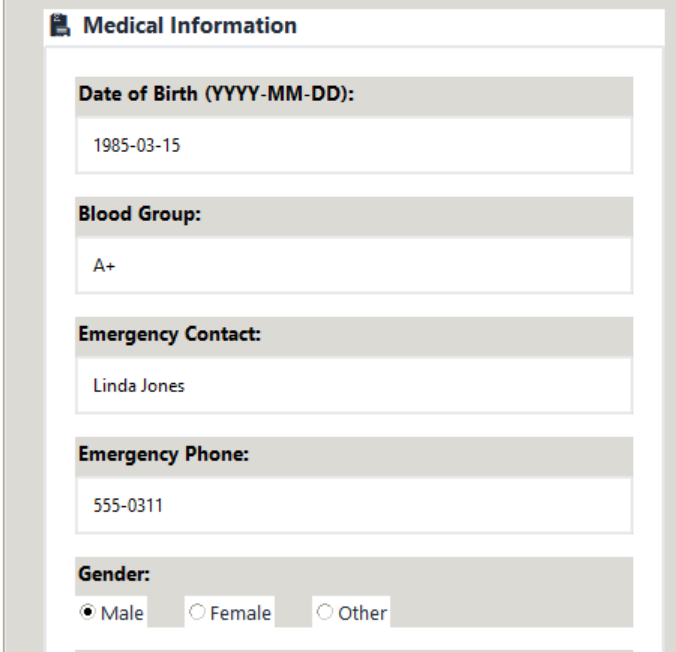 Medical Information
Date of Birth (YYYY-MM-DD):
1985-03-15
Blood Group:
A+
Emergency Contact:
Linda Jones
Emergency Phone:
555-0311
Gender:
Male Female Other